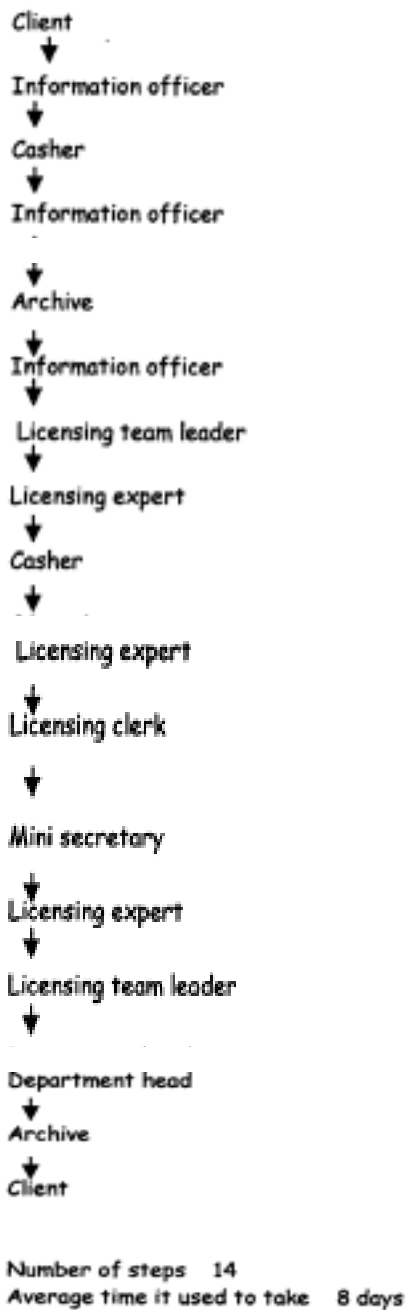 Client
Information officer
Casher
Information officer
Archive
Information officer
Licensing team leader
Licensing expert
Casher
Licensing expert
Licensing clerk
Mini secretary
Licensing expert
Licensing team leader
Department head
Archive
Client
Number of steps 14
Average time it used to take 8 days